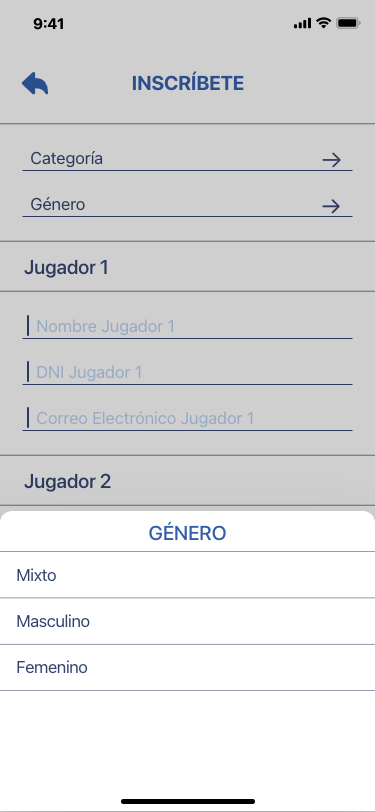 9:41
INSCRÍBETE
Categoría
Género
Jugador 1
Nombre Jugador 1
DNI Jugador 1
Correo Electrónico Jugador 1
Jugador 2
GÉNERO
Mixto
Masculino
Femenino